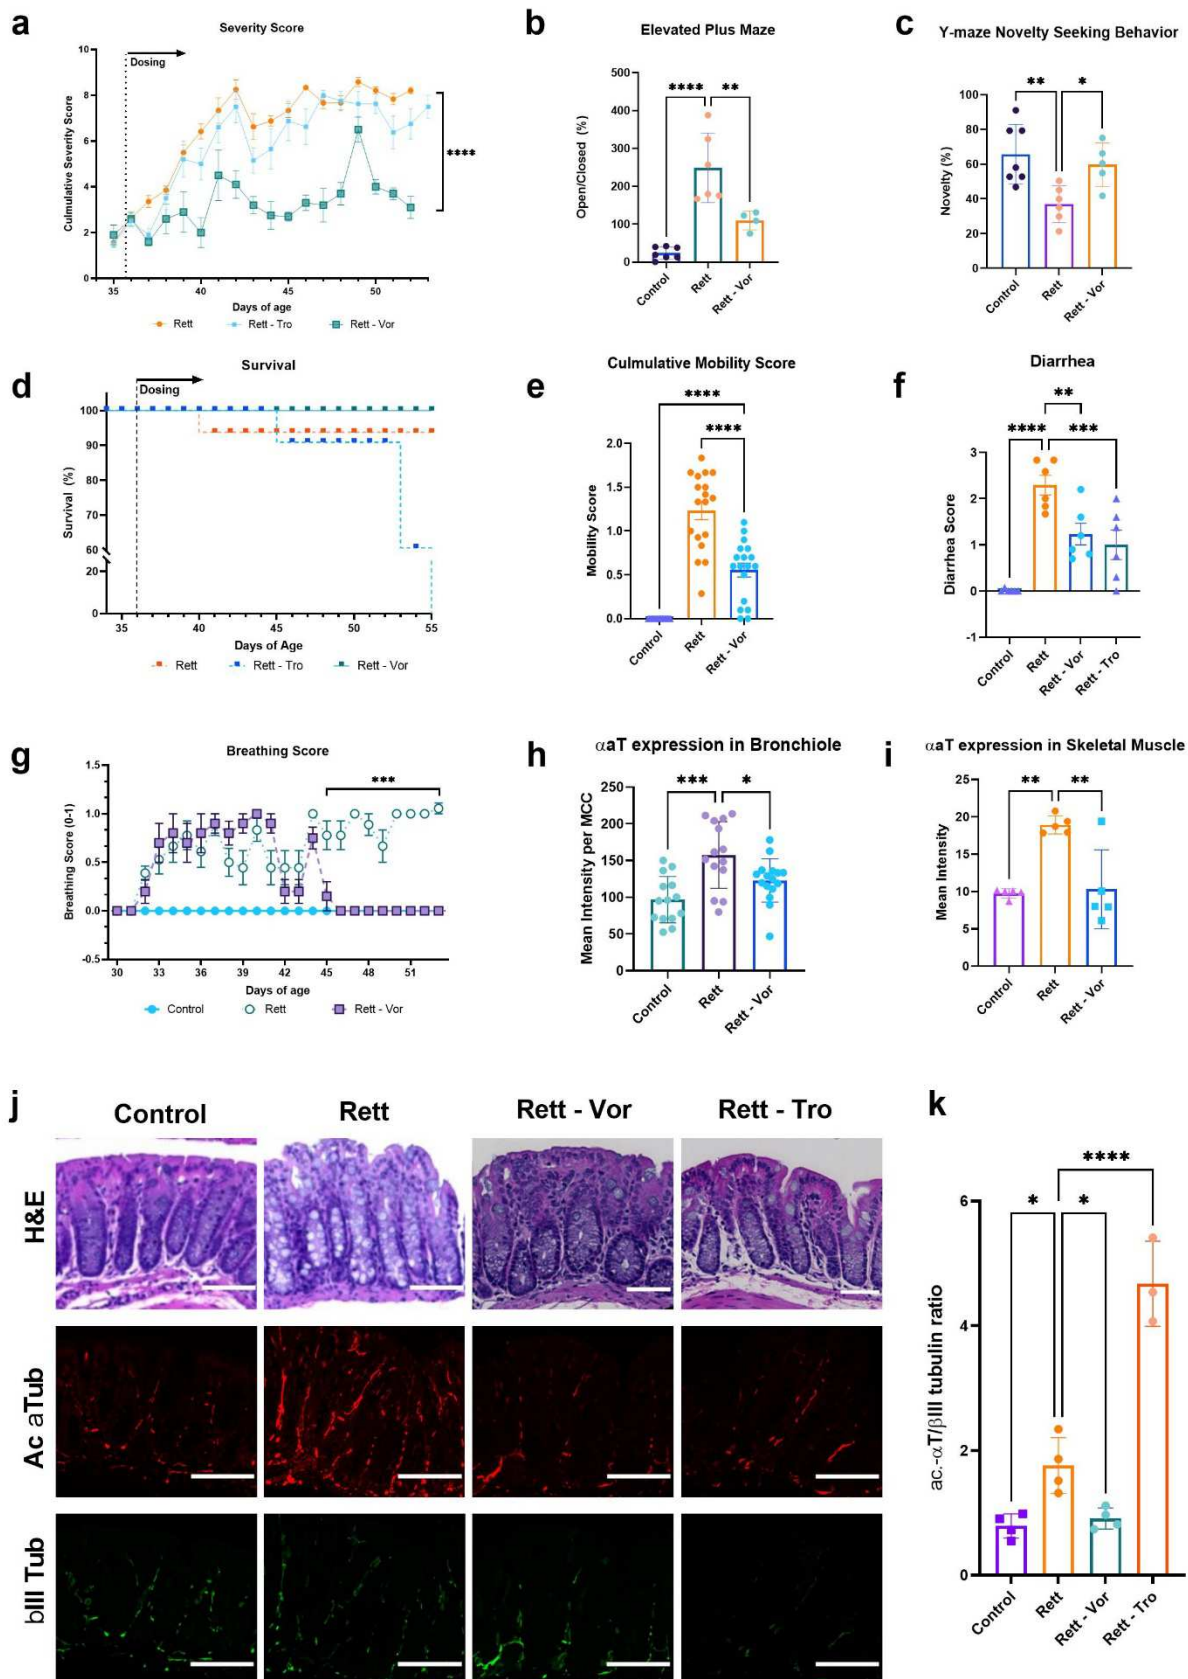 a
Severity Score
Dosing
Culmulative Severity Score
10
8
6
4
2
0
35
40
45
50
****
Days of age
Rett
Rett - Tro
Rett - Vor
b
Elevated Plus Maze
Open/Closed (%)
500
400
300
200
100
0
****
**
Control
Rett
Rett - Vor
c
Y-maze Novelty Seeking Behavior
Novelty (%)
100
80
60
40
20
0
**
*
Control
Rett
Rett - Vor
d
Survival
Dosing
Survival (%)
100
90
80
70
60
20
0
35
40
45
50
55
Days of Age
Rett
Rett - Tro
Rett - Vor
e
Culmulative Mobility Score
Mobility Score
2.0
1.5
1.0
0.5
0.0
****
****
Control
Rett
Rett - Vor
f
Diarrhea
Diarrhea Score
3
2
1
0
-1
****
**
***
Control
Rett
Rett - Vor
Rett - Tro
g
Breathing Score
Breathing Score (0-1)
1.5
1.0
0.5
0.0
-0.5
***
30
33
36
39
42
45
48
51
Days of age
Control
Rett
Rett - Vor
h
αaT expression in Bronchiole
Mean Intensity per MCC
250
200
150
100
50
0
***
*
Control
Rett
Rett - Vor
i
αaT expression in Skeletal Muscle
Mean Intensity
25
20
15
10
5
0
**
**
Control
Rett
Rett - Vor
j
Control
Rett
Rett - Vor
Rett - Tro
H&E
Ac aTub
bIII Tub
k
ac.-αT/βIII tubulin ratio
6
4
2
0
*
*
****
Control
Rett
Rett - Vor
Rett - Tro